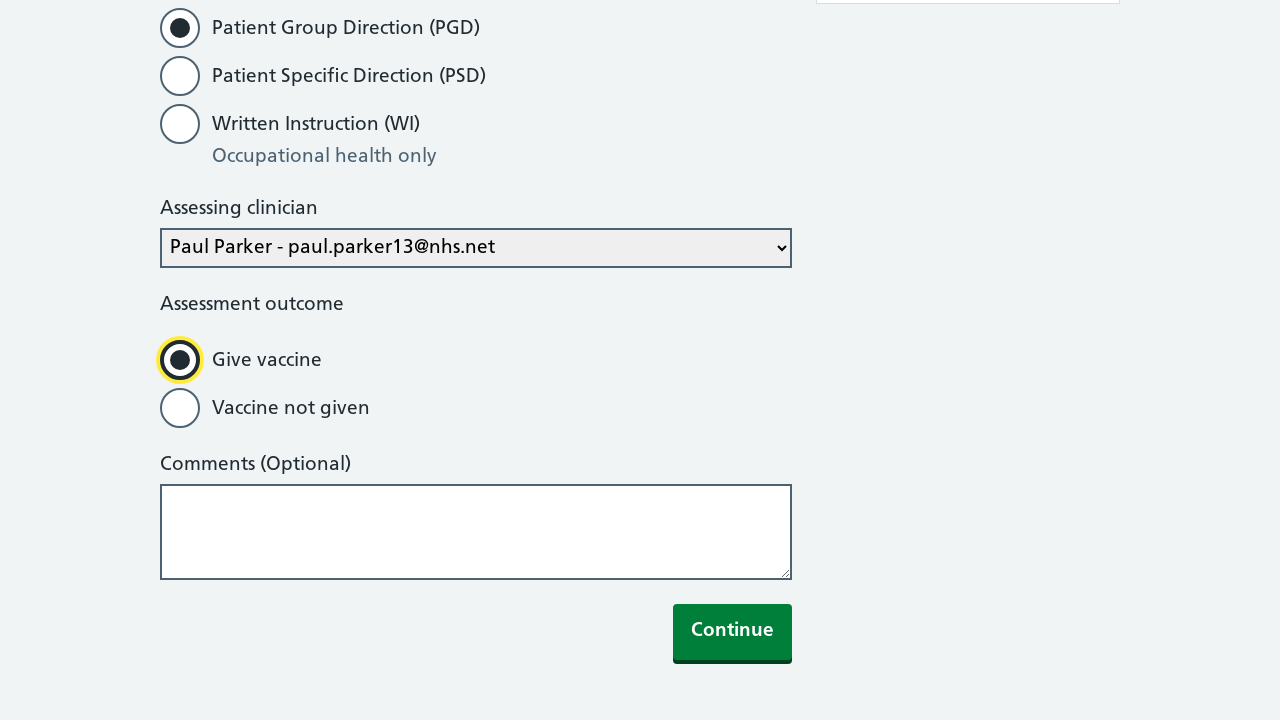 Patient Group Direction (PGD)
Patient Specific Direction (PSD)
Written Instruction (WI)
Occupational health only
Assessing clinician
Paul Parker - paul.parker13@nhs.net
Assessment outcome
Give vaccine
Vaccine not given
Comments (Optional)
Continue